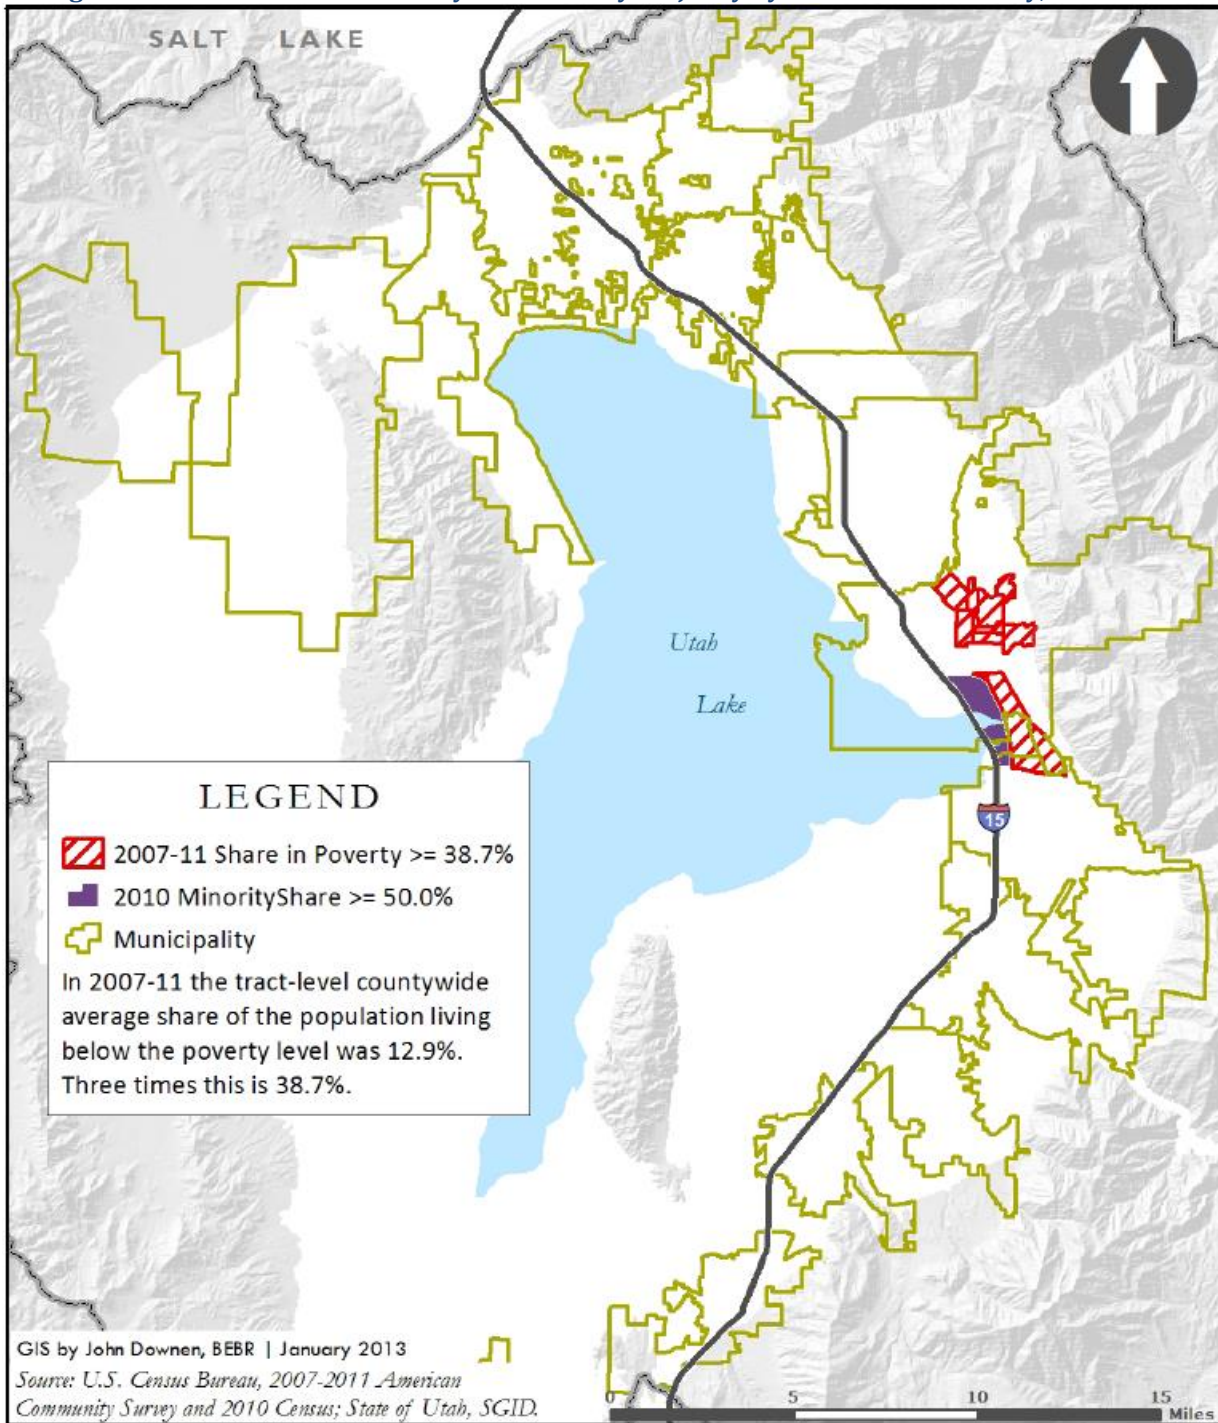 SALT LAKE
Utah
Lake
LEGEND
2007-11 Share in Poverty >= 38.7%
2010 MinorityShare >= 50.0%
Municipality
In 2007-11 the tract-level countywide
average share of the population living
below the poverty level was 12.9%.
Three times this is 38.7%.
15
GIS by John Downen, BEBR | January 2013
Source: U.S. Census Bureau, 2007-2011 American
Community Survey and 2010 Census; State of Utah, SGID.
0 5 10 15
Miles